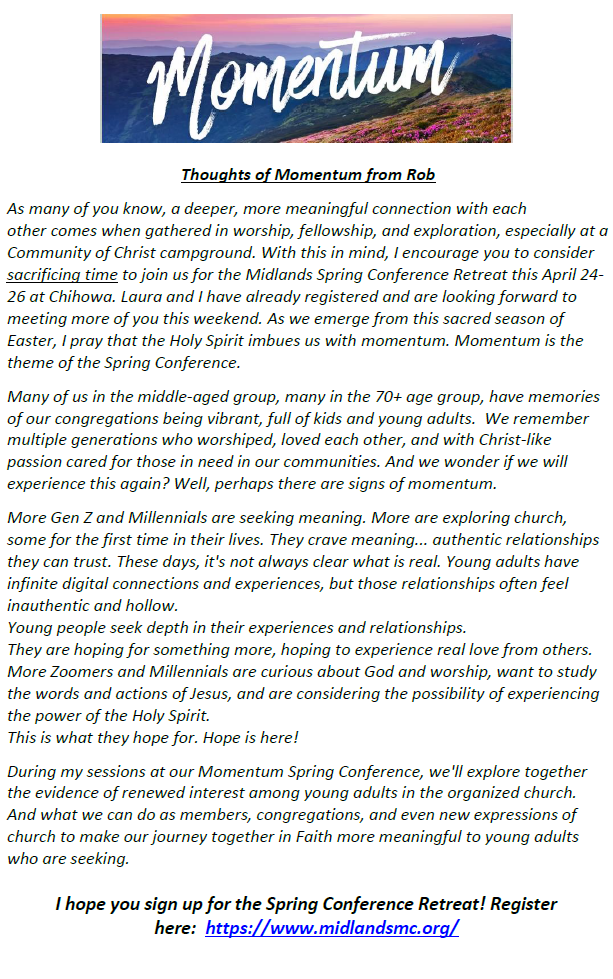 Momentum
Thoughts of Momentum from Rob
As many of you know, a deeper, more meaningful connection with each
other comes when gathered in worship, fellowship, and exploration, especially at a
Community of Christ campground. With this in mind, I encourage you to consider
sacrificing time to join us for the Midlands Spring Conference Retreat this April 24-
26 at Chihowa. Laura and I have already registered and are looking forward to
meeting more of you this weekend. As we emerge from this sacred season of
Easter, I pray that the Holy Spirit imbues us with momentum. Momentum is the
theme of the Spring Conference.
Many of us in the middle-aged group, many in the 70+ age group, have memories
of our congregations being vibrant, full of kids and young adults.  We remember
multiple generations who worshiped, loved each other, and with Christ-like
passion cared for those in need in our communities. And we wonder if we will
experience this again? Well, perhaps there are signs of momentum.
More Gen Z and Millennials are seeking meaning. More are exploring church,
some for the first time in their lives. They crave meaning... authentic relationships
they can trust. These days, it's not always clear what is real. Young adults have
infinite digital connections and experiences, but those relationships often feel
inauthentic and hollow.
Young people seek depth in their experiences and relationships.
They are hoping for something more, hoping to experience real love from others.
More Zoomers and Millennials are curious about God and worship, want to study
the words and actions of Jesus, and are considering the possibility of experiencing
the power of the Holy Spirit.
This is what they hope for. Hope is here!
During my sessions at our Momentum Spring Conference, we'll explore together
the evidence of renewed interest among young adults in the organized church.
And what we can do as members, congregations, and even new expressions of
church to make our journey together in Faith more meaningful to young adults
who are seeking.
I hope you sign up for the Spring Conference Retreat! Register
here:  https://www.midlandsmc.org/